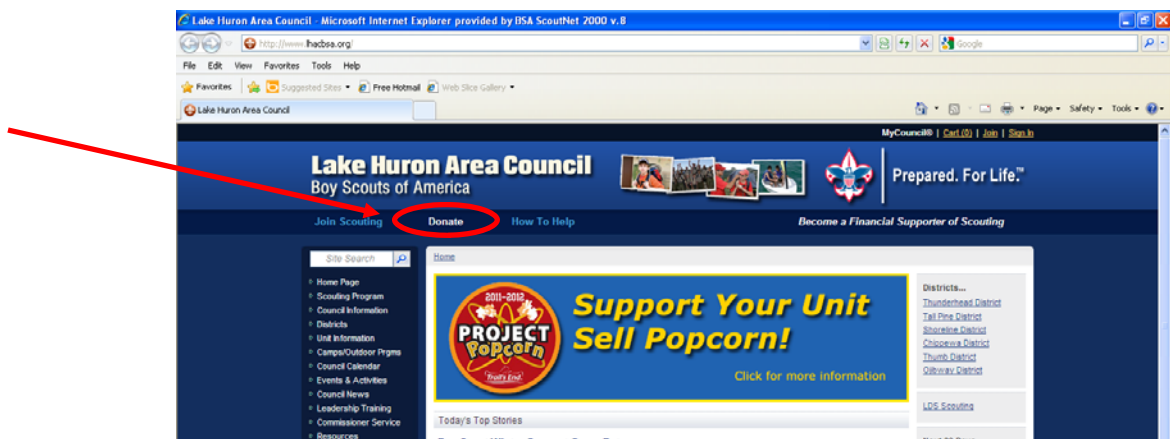 Lake Huron Area Council - Microsoft Internet Explorer provided by BSA ScoutNet 2000 v.8
http://www.lhacbsa.org/
Google
File Edit View Favorites Tools Help
Favorites Suggested Sites Free Hotmail Web Slice Gallery
Lake Huron Area Council
Page Safety Tools
MyCouncil® | Cart (0) | Join | Sign In
Lake Huron Area Council
Boy Scouts of America
Prepared. For Life.™
Join Scouting Donate How To Help Become a Financial Supporter of Scouting
Site Search
Home
Home Page
Scouting Program
Council Information
Districts
Unit Information
Camps/Outdoor Prgms
Council Calendar
Events & Activities
Council News
Leadership Training
Commissioner Service
Resources
2011-2012
PROJECT
POPCORN
Trail's End
Support Your Unit
Sell Popcorn!
Click for more information
Today's Top Stories
Districts...
Thunderhead District
Tall Pine District
Shoreline District
Chippewa District
Thumb District
Ojibway District
LDS Scouting